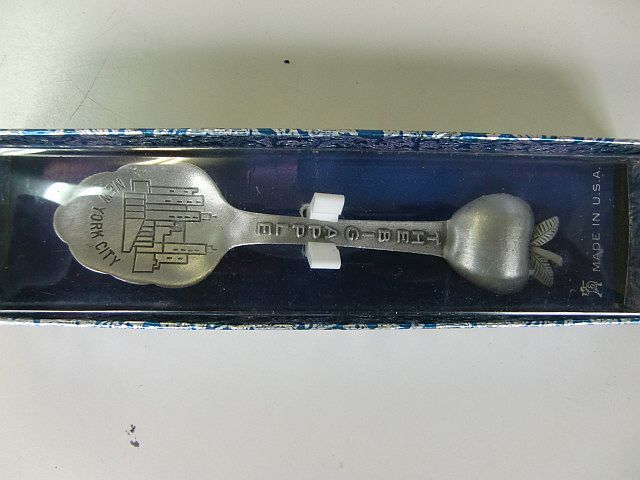 NEW YORK CITY
THE BIG APPLE
MADE IN U.S.A.